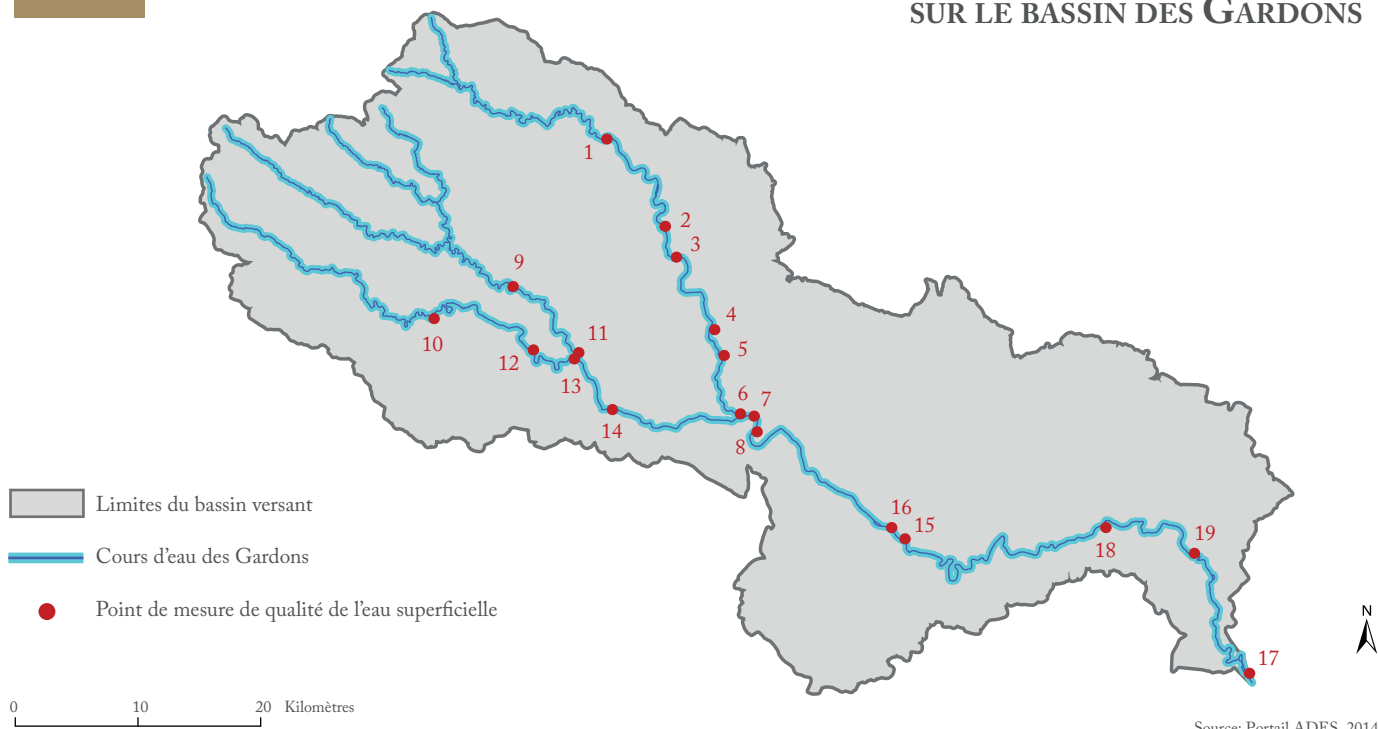 SUR LE BASSIN DES GARDONS
1
2
3
9
4
11
10
5
12
13
6 7
14
8
Limites du bassin versant
16
15
Cours d'eau des Gardons
19
18
Point de mesure de qualité de l'eau superficielle
N
17
0 10 20 Kilomètres
Source: Portail ADES, 2014